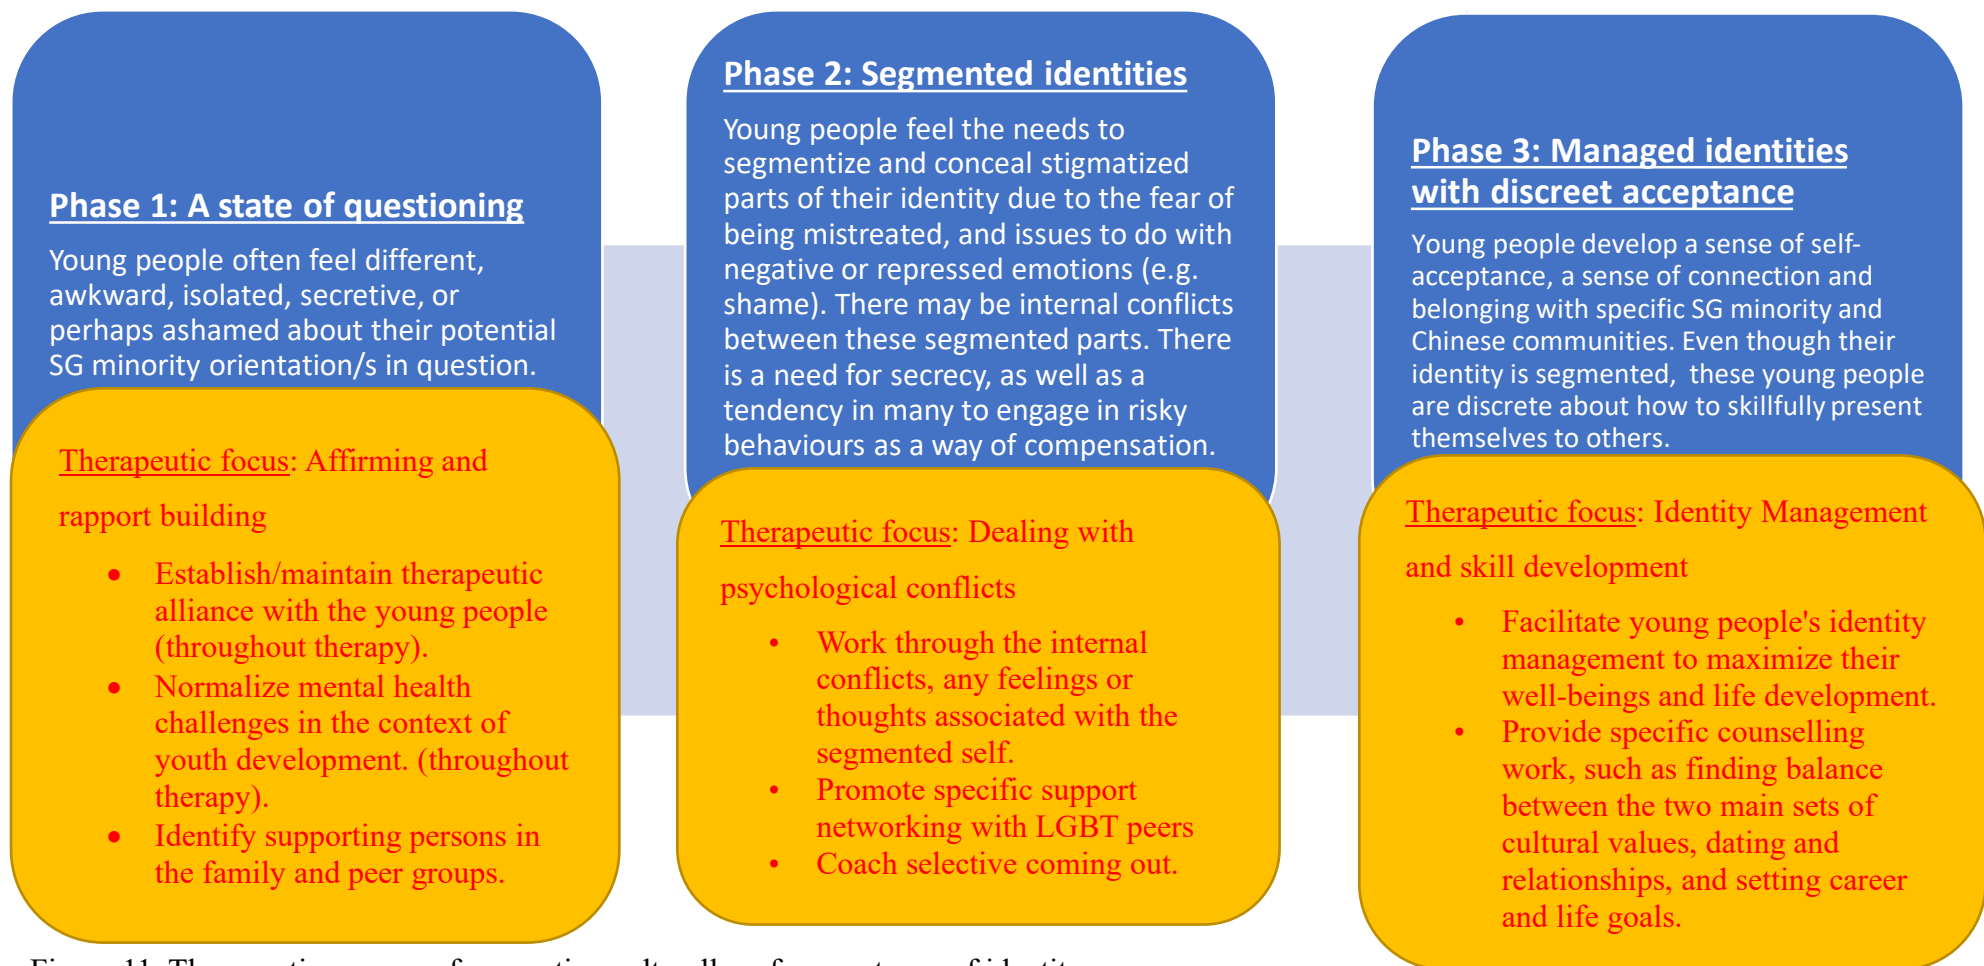 Phase 1: A state of questioning
Young people often feel different,
awkward, isolated, secretive, or
perhaps ashamed about their potential
SG minority orientation/s in question.
Therapeutic focus: Affirming and
rapport building
• Establish/maintain therapeutic
alliance with the young people
(throughout therapy).
• Normalize mental health
challenges in the context of
youth development. (throughout
therapy).
• Identify supporting persons in
the family and peer groups.
Phase 2: Segmented identities
Young people feel the needs to
segmentize and conceal stigmatized
parts of their identity due to the fear of
being mistreated, and issues to do with
negative or repressed emotions (e.g.
shame). There may be internal conflicts
between these segmented parts. There
is a need for secrecy, as well as a
tendency in many to engage in risky
behaviours as a way of compensation.
Therapeutic focus: Dealing with
psychological conflicts
• Work through the internal
conflicts, any feelings or
thoughts associated with the
segmented self.
• Promote specific support
networking with LGBT peers
• Coach selective coming out.
Phase 3: Managed identities
with discreet acceptance
Young people develop a sense of self-
acceptance, a sense of connection and
belonging with specific SG minority and
Chinese communities. Even though their
identity is segmented, these young people
are discrete about how to skillfully present
themselves to others.
Therapeutic focus: Identity Management
and skill development
• Facilitate young people's identity
management to maximize their
well-beings and life development.
• Provide specific counselling
work, such as finding balance
between the two main sets of
cultural values, dating and
relationships, and setting career
and life goals.